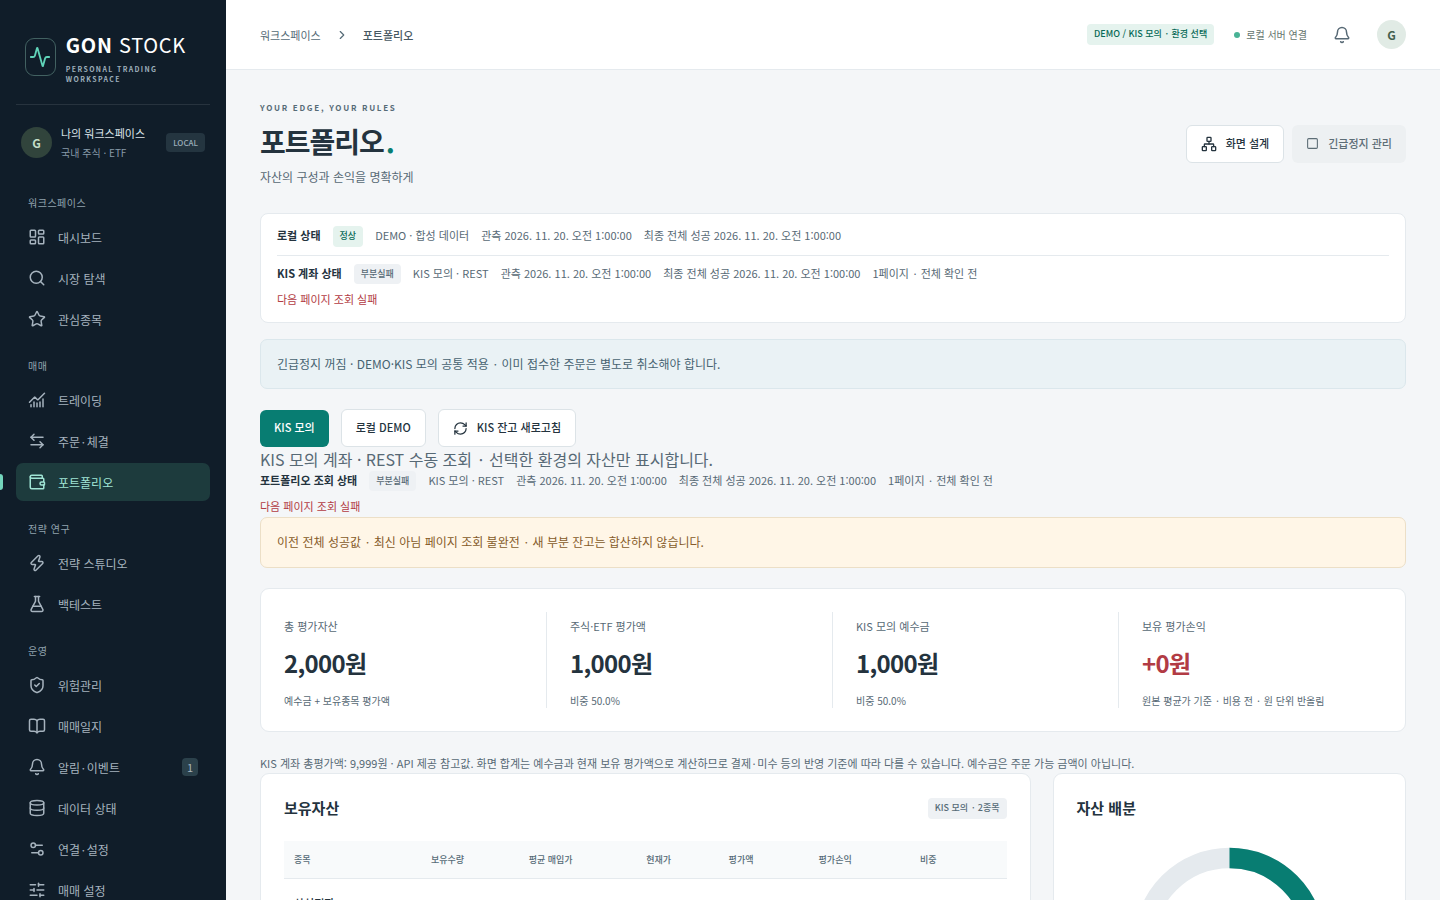 GON STOCK
PERSONAL TRADING
WORKSPACE
G
나의 워크스페이스
국내 주식 · ETF
LOCAL
워크스페이스
대시보드
시장 탐색
관심종목
매매
트레이딩
주문·체결
포트폴리오
전략 연구
전략 스튜디오
백테스트
운영
위험관리
매매일지
알림·이벤트
1
데이터 상태
연결·설정
매매 설정
워크스페이스 > 포트폴리오
DEMO / KIS 모의 · 환경 선택
로컬 서버 연결
G
YOUR EDGE, YOUR RULES
포트폴리오.
자산의 구성과 손익을 명확하게
화면 설계
긴급정지 관리
로컬 상태 정상 DEMO · 합성 데이터 관측 2026. 11. 20. 오전 1:00:00 최종 전체 성공 2026. 11. 20. 오전 1:00:00
KIS 계좌 상태 부분실패 KIS 모의 · REST 관측 2026. 11. 20. 오전 1:00:00 최종 전체 성공 2026. 11. 20. 오전 1:00:00 1페이지 · 전체 확인 전
다음 페이지 조회 실패
긴급정지 꺼짐 · DEMO·KIS 모의 공통 적용 · 이미 접수한 주문은 별도로 취소해야 합니다.
KIS 모의
로컬 DEMO
KIS 잔고 새로고침
KIS 모의 계좌 · REST 수동 조회 · 선택한 환경의 자산만 표시합니다.
포트폴리오 조회 상태 부분실패 KIS 모의 · REST 관측 2026. 11. 20. 오전 1:00:00 최종 전체 성공 2026. 11. 20. 오전 1:00:00 1페이지 · 전체 확인 전
다음 페이지 조회 실패
이전 전체 성공값 · 최신 아님 페이지 조회 불완전 · 새 부분 잔고는 합산하지 않습니다.
총 평가자산
2,000원
예수금 + 보유종목 평가액
주식·ETF 평가액
1,000원
비중 50.0%
KIS 모의 예수금
1,000원
비중 50.0%
보유 평가손익
+0원
원본 평균가 기준 · 비용 전 · 원 단위 반올림
KIS 계좌 총평가액: 9,999원 · API 제공 참고값. 화면 합계는 예수금과 현재 보유 평가액으로 계산하므로 결제·미수 등의 반영 기준에 따라 다를 수 있습니다. 예수금은 주문 가능 금액이 아닙니다.
보유자산
KIS 모의 · 2종목
종목 보유수량 평균 매입가 현재가 평가액 평가손익 비중
자산 배분